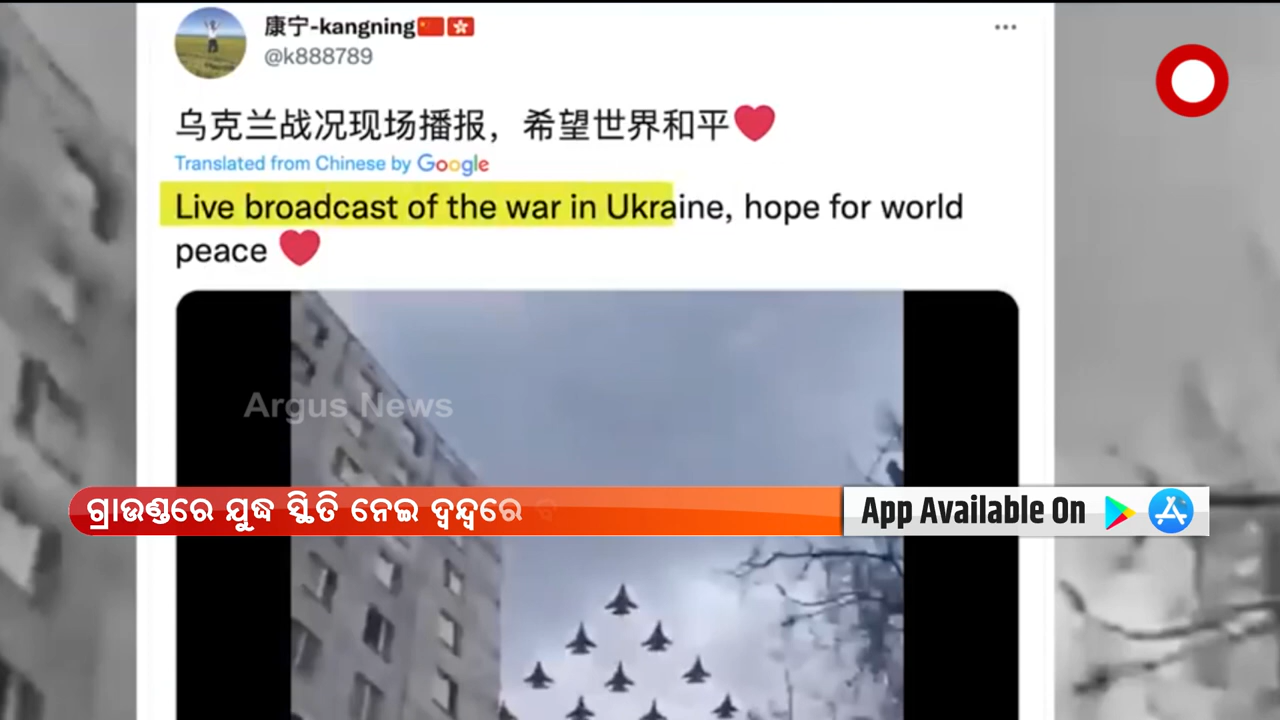 康宁-kangning
@k888789
乌克兰战况现场播报，希望世界和平
Translated from Chinese by Google
Live broadcast of the war in Ukraine, hope for world
peace
Argus News
ଗ୍ରାଉଣ୍ଡରେ ଯୁଦ୍ଧ ସ୍ଥିତି ନେଇ ଦ୍ୱନ୍ଦ୍ୱରେ
App Available On